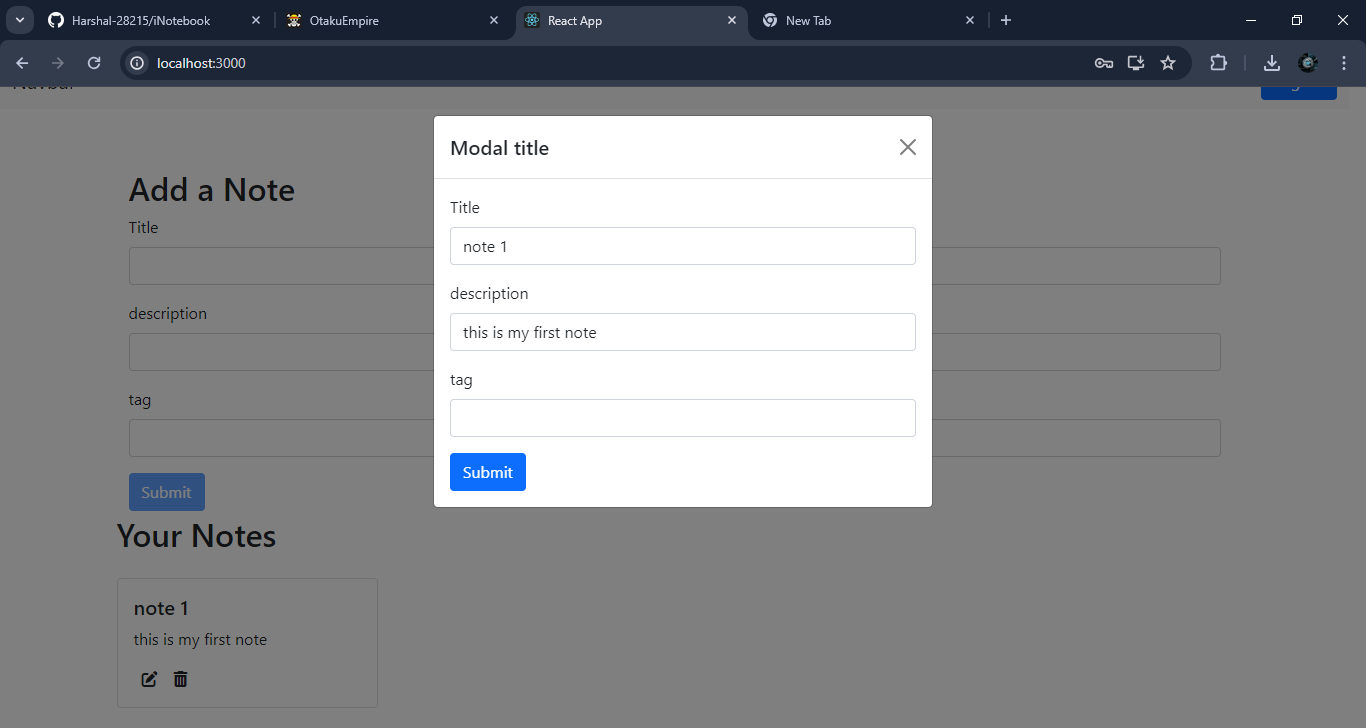 Harshal-28215/iNotebook
OtakuEmpire
React App
New Tab
localhost:3000
Modal title
Title
note 1
description
this is my first note
tag
Submit
Add a Note
Title
description
tag
Submit
Your Notes
note 1
this is my first note